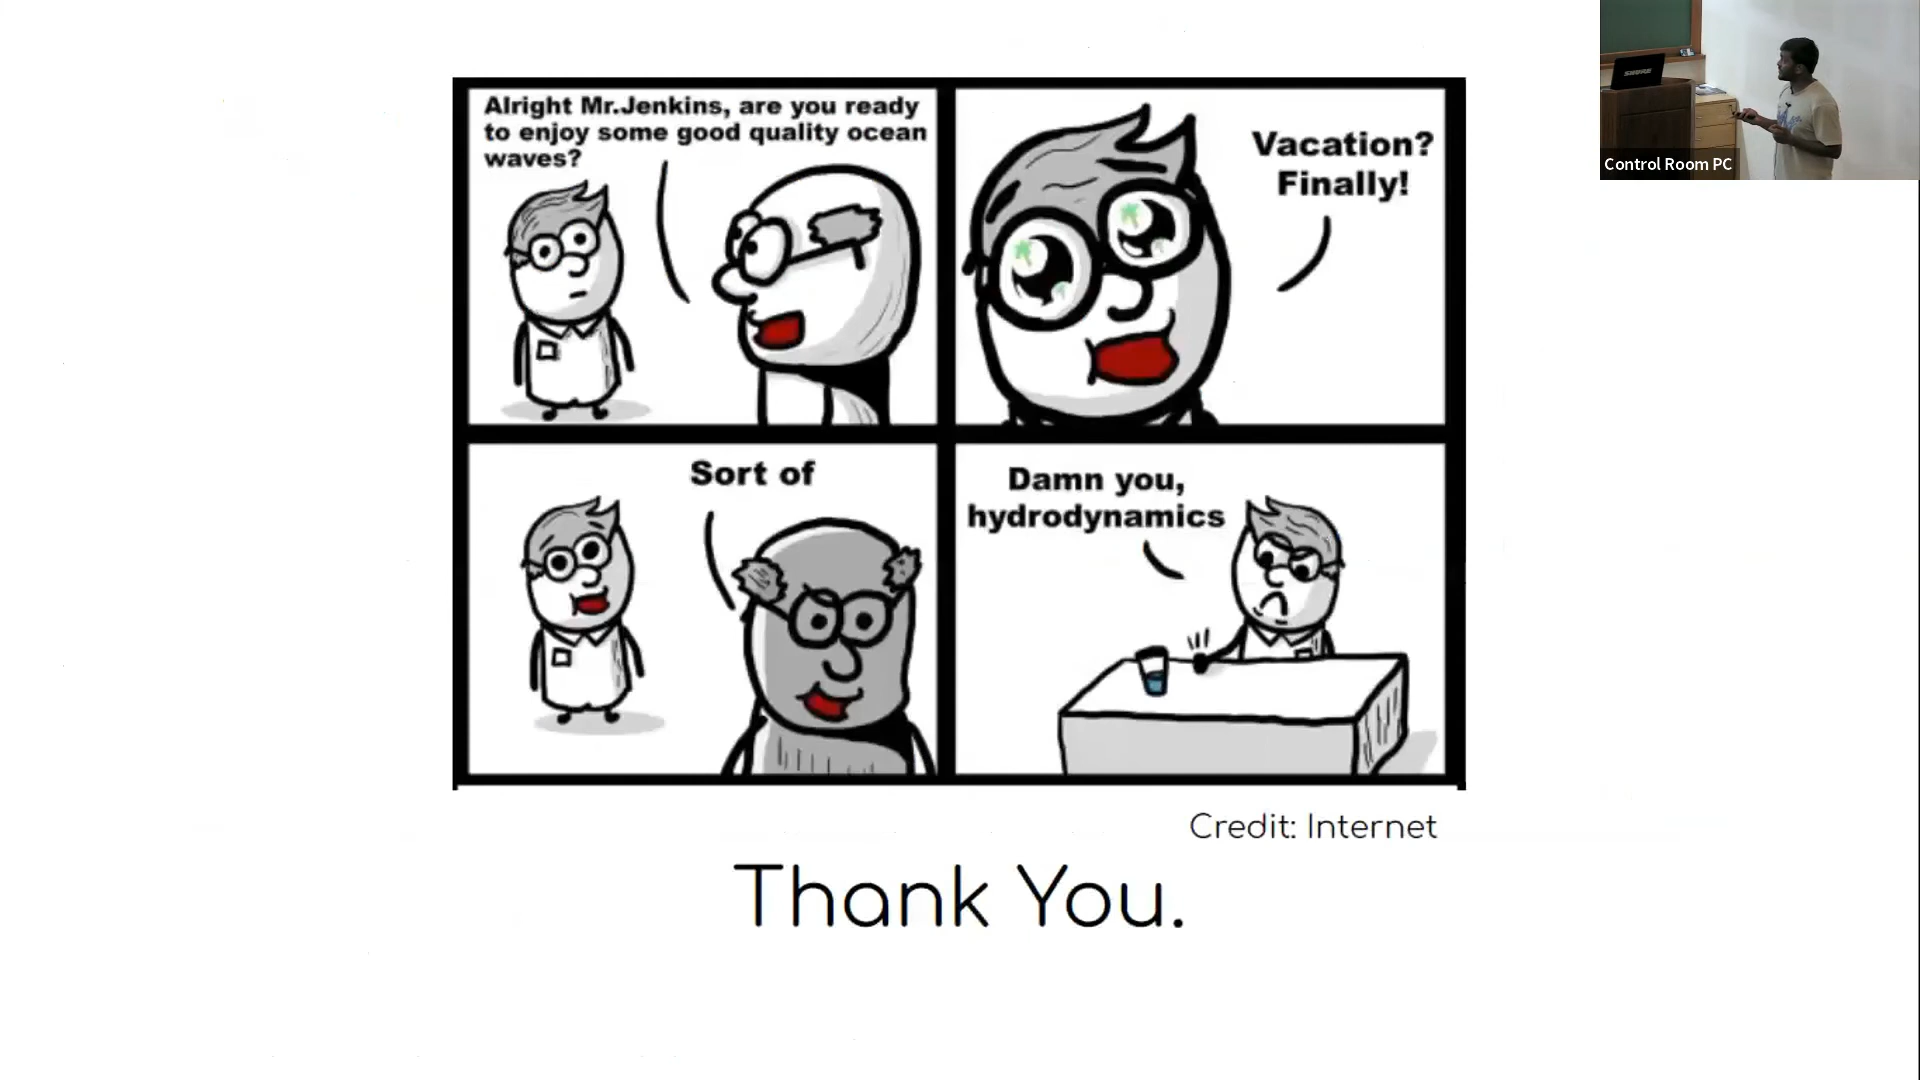 Alright Mr.Jenkins, are you ready
to enjoy some good quality ocean
waves?
Vacation?
Finally!
Sort of
Damn you,
hydrodynamics
Credit: Internet
Thank You.
SHURE
Control Room PC